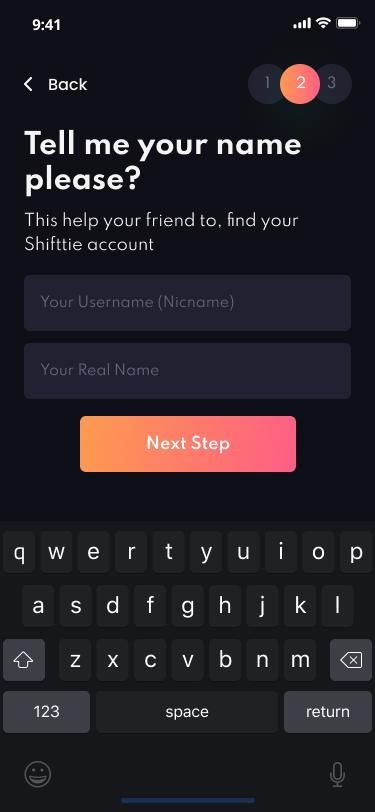 9:41
Back
1 2 3
Tell me your name
please?
This help your friend to, find your
Shifttie account
Your Username (Nicname)
Your Real Name
Next Step
q w e r t y u i o p
a s d f g h j k l
z x c v b n m
123 space return